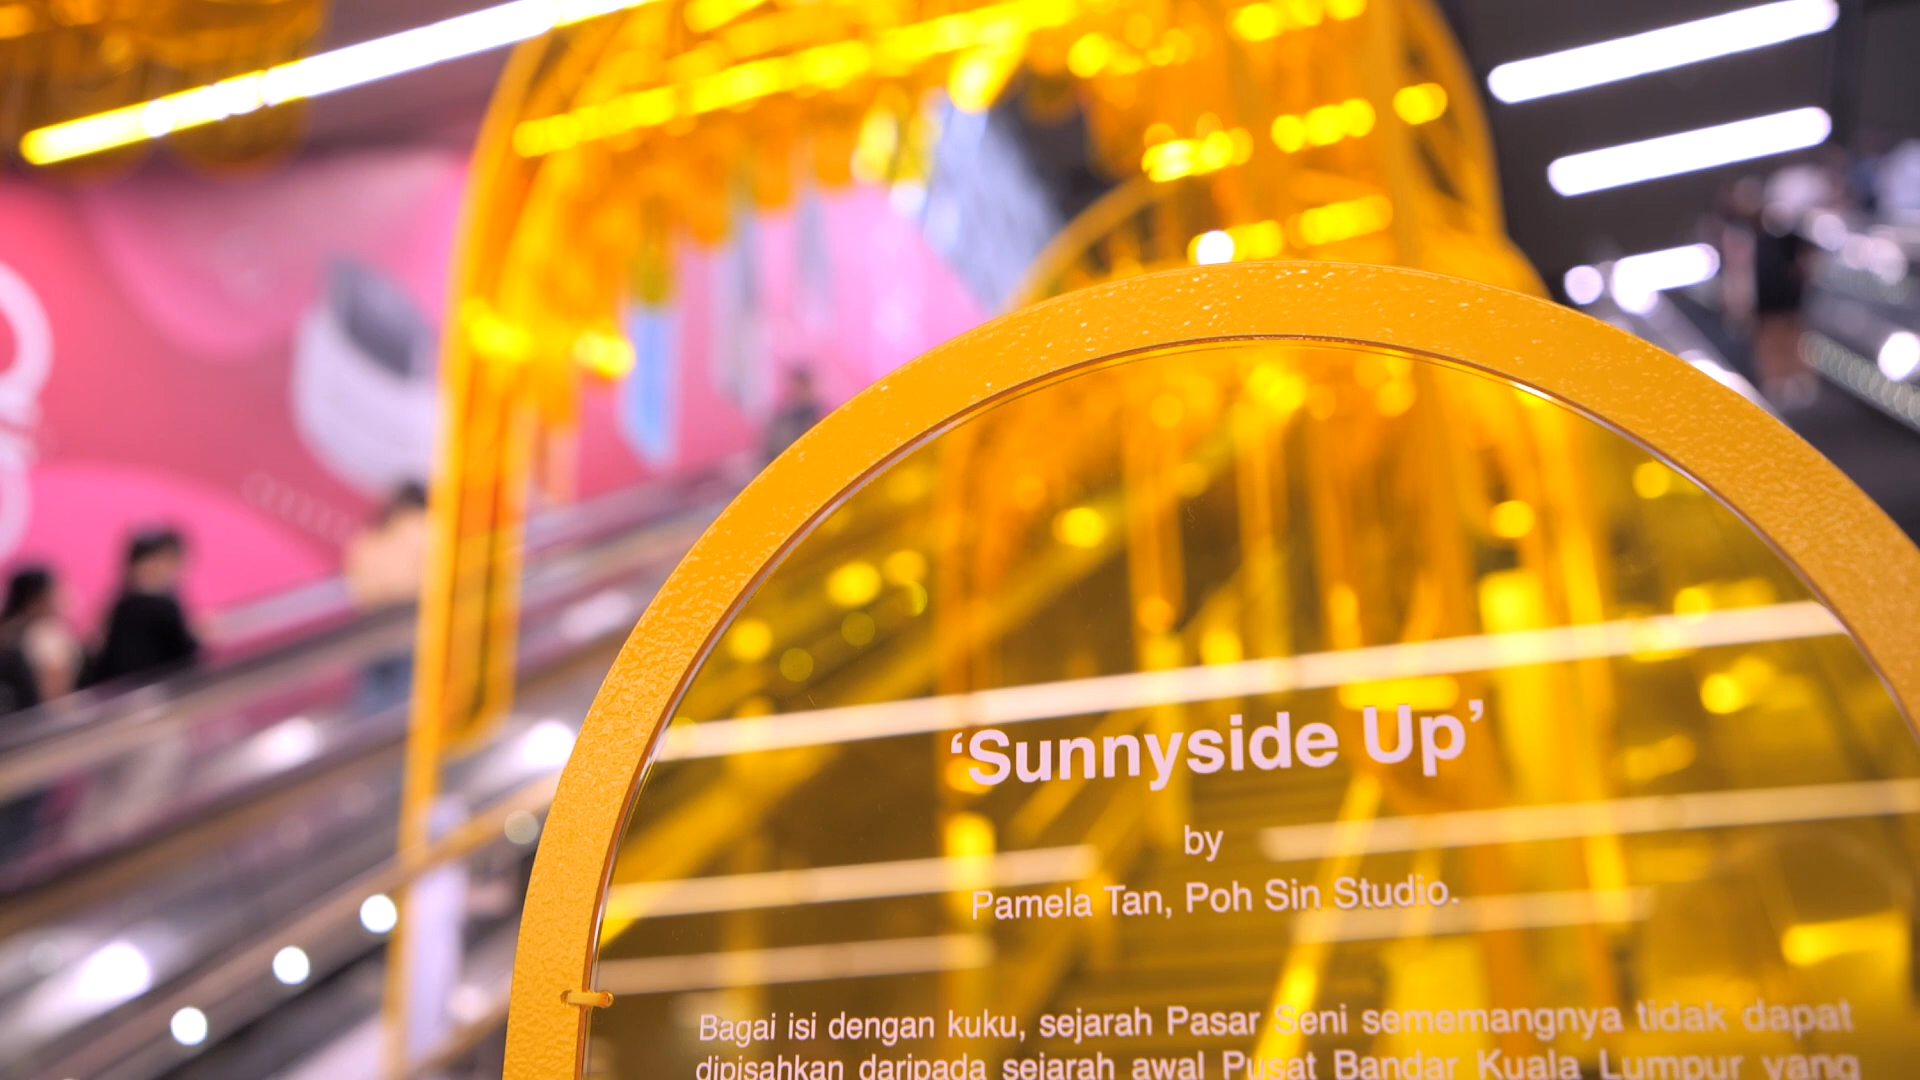 ‘Sunnyside Up’
by
Pamela Tan, Poh Sin Studio.
Bagai isi dengan kuku, sejarah Pasar Seni sememangnya tidak dapat
dipisahkan daripada sejarah awal Pusat Bandar Kuala Lumpur yang